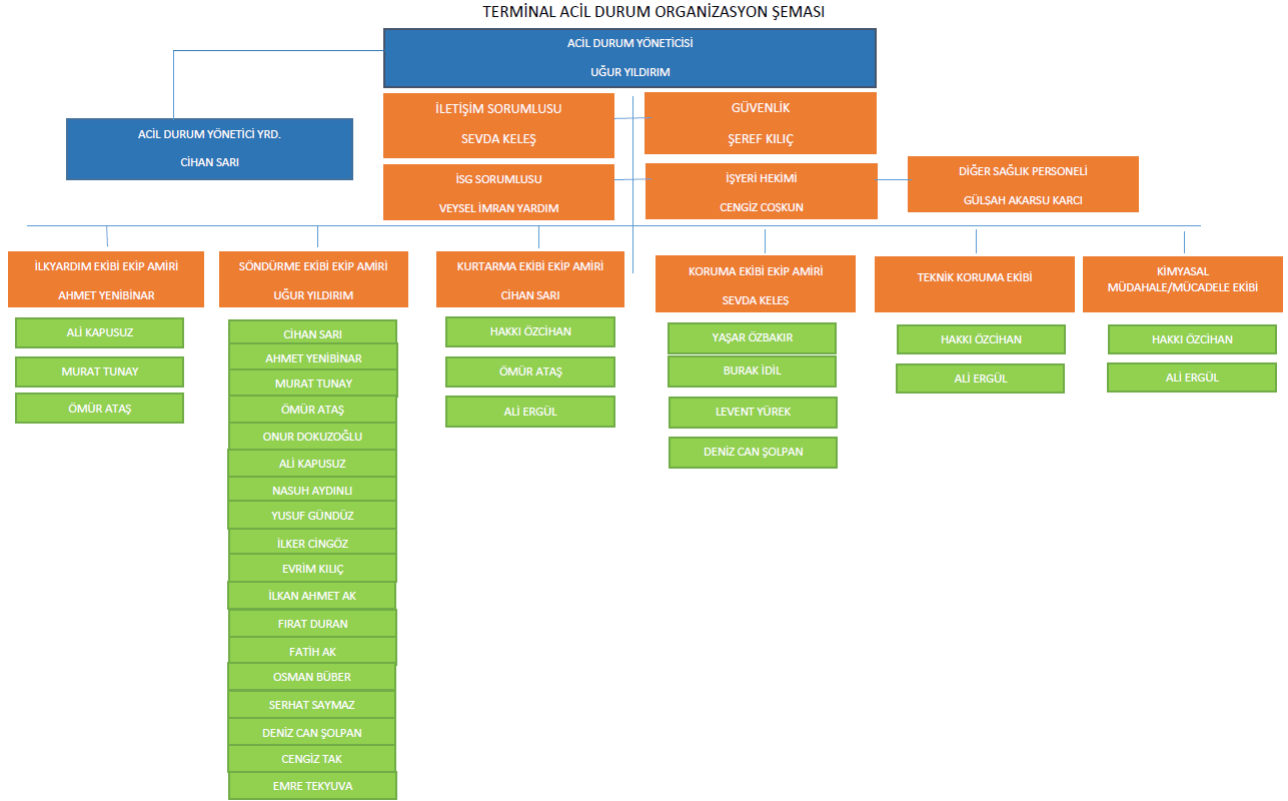 TERMİNAL ACİL DURUM ORGANİZASYON ŞEMASI
ACİL DURUM YÖNETİCİSİ
UĞUR YILDIRIM
ACİL DURUM YÖNETİCİ YRD.
CİHAN SARI
İLETİŞİM SORUMLUSU
SEVDA KELEŞ
GÜVENLİK
ŞEREF KILIÇ
İSG SORUMLUSU
VEYSEL İMRAN YARDIM
İŞYERİ HEKİMİ
CENGİZ COŞKUN
DİĞER SAĞLIK PERSONELİ
GÜLŞAH AKARSU KARCI
İLKYARDIM EKİBİ EKİP AMİRİ
AHMET YENİBİNAR
ALİ KAPUSUZ
MURAT TUNAY
ÖMÜR ATAŞ
SÖNDÜRME EKİBİ EKİP AMİRİ
UĞUR YILDIRIM
CİHAN SARI
AHMET YENİBİNAR
MURAT TUNAY
ÖMÜR ATAŞ
ONUR DOKUZOĞLU
ALİ KAPUSUZ
NASUH AYDINLI
YUSUF GÜNDÜZ
İLKER CİNGÖZ
EVRİM KILIÇ
İLKAN AHMET AK
FIRAT DURAN
FATİH AK
OSMAN BÜBER
SERHAT SAYMAZ
DENİZ CAN ŞOLPAN
CENGİZ TAK
EMRE TEKYUVA
KURTARMA EKİBİ EKİP AMİRİ
CİHAN SARI
HAKKI ÖZCİHAN
ÖMÜR ATAŞ
ALİ ERGÜL
KORUMA EKİBİ EKİP AMİRİ
SEVDA KELEŞ
YAŞAR ÖZBAKIR
BURAK İDİL
LEVENT YÜREK
DENİZ CAN ŞOLPAN
TEKNİK KORUMA EKİBİ
HAKKI ÖZCİHAN
ALİ ERGÜL
KİMYASAL
MÜDAHALE/MÜCADELE EKİBİ
HAKKI ÖZCİHAN
ALİ ERGÜL